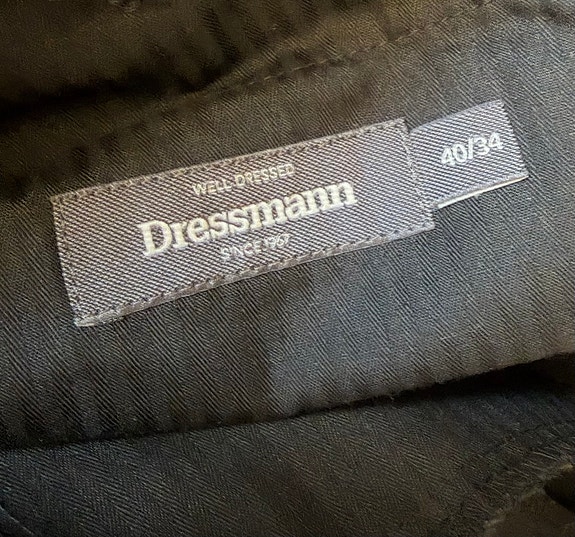 WELL DRESSED
Dressmann
SINCE 1967
40/34